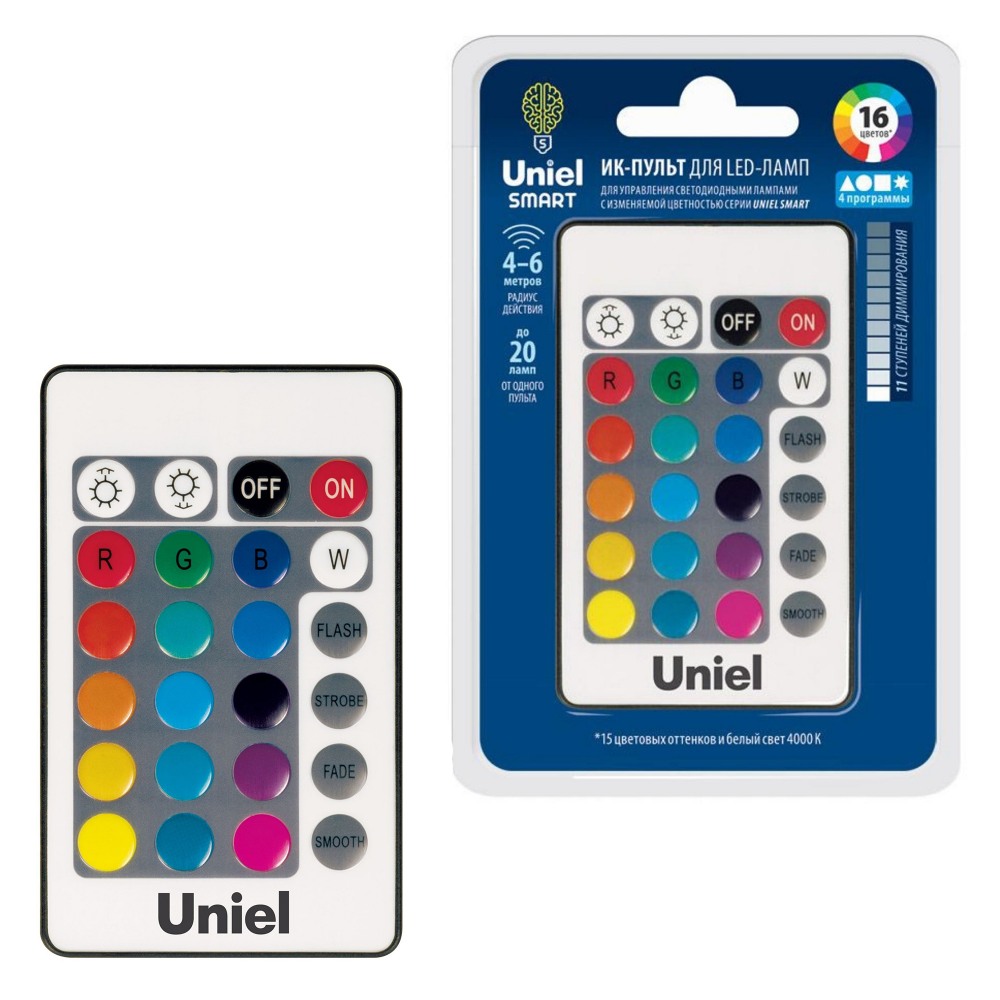 Uniel
SMART
ИК-ПУЛЬТ ДЛЯ LED-ЛАМП
ДЛЯ УПРАВЛЕНИЯ СВЕТОДИОДНЫМИ ЛАМПАМИ
С ИЗМЕНЯЕМОЙ ЦВЕТНОСТЬЮ СЕРИИ UNIEL SMART
16
цветов*
4 программы
4–6
метров
РАДИУС
ДЕЙСТВИЯ
до
20
ламп
ОТ ОДНОГО
ПУЛЬТА
11 СТУПЕНЕЙ ДИММИРОВАНИЯ
OFF ON
R G B W
FLASH
STROBE
FADE
SMOOTH
Uniel
*15 цветовых оттенков и белый свет 4000 К
OFF ON
R G B W
FLASH
STROBE
FADE
SMOOTH
Uniel